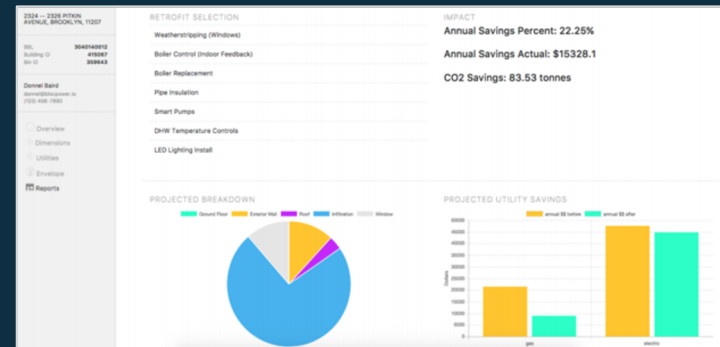 2324 — 2326 PITKIN
AVENUE, BROOKLYN, 11207
BBL 3040140012
Building ID 415067
Bin ID 359643
Donnel Baird
donnel@blocpower.io
Overview
Dimensions
Utilities
Envelope
Reports
RETROFIT SELECTION
Weatherstripping (Windows)
Boiler Control (Indoor Feedback)
Boiler Replacement
Pipe Insulation
Smart Pumps
DHW Temperature Controls
LED Lighting Install
IMPACT
Annual Savings Percent: 22.25%
Annual Savings Actual: $15328.1
CO2 Savings: 83.53 tonnes
PROJECTED BREAKDOWN
Ground Floor Exterior Wall Roof Infiltration Window
PROJECTED UTILITY SAVINGS
annual $$ before annual $$ after
Dollars
50000
45000
40000
35000
30000
25000
20000
15000
10000
5000
0
gas electric